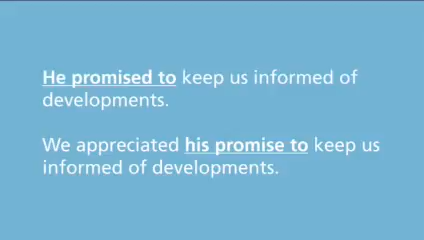 He promised to keep us informed of
developments.
We appreciated his promise to keep us
informed of developments.